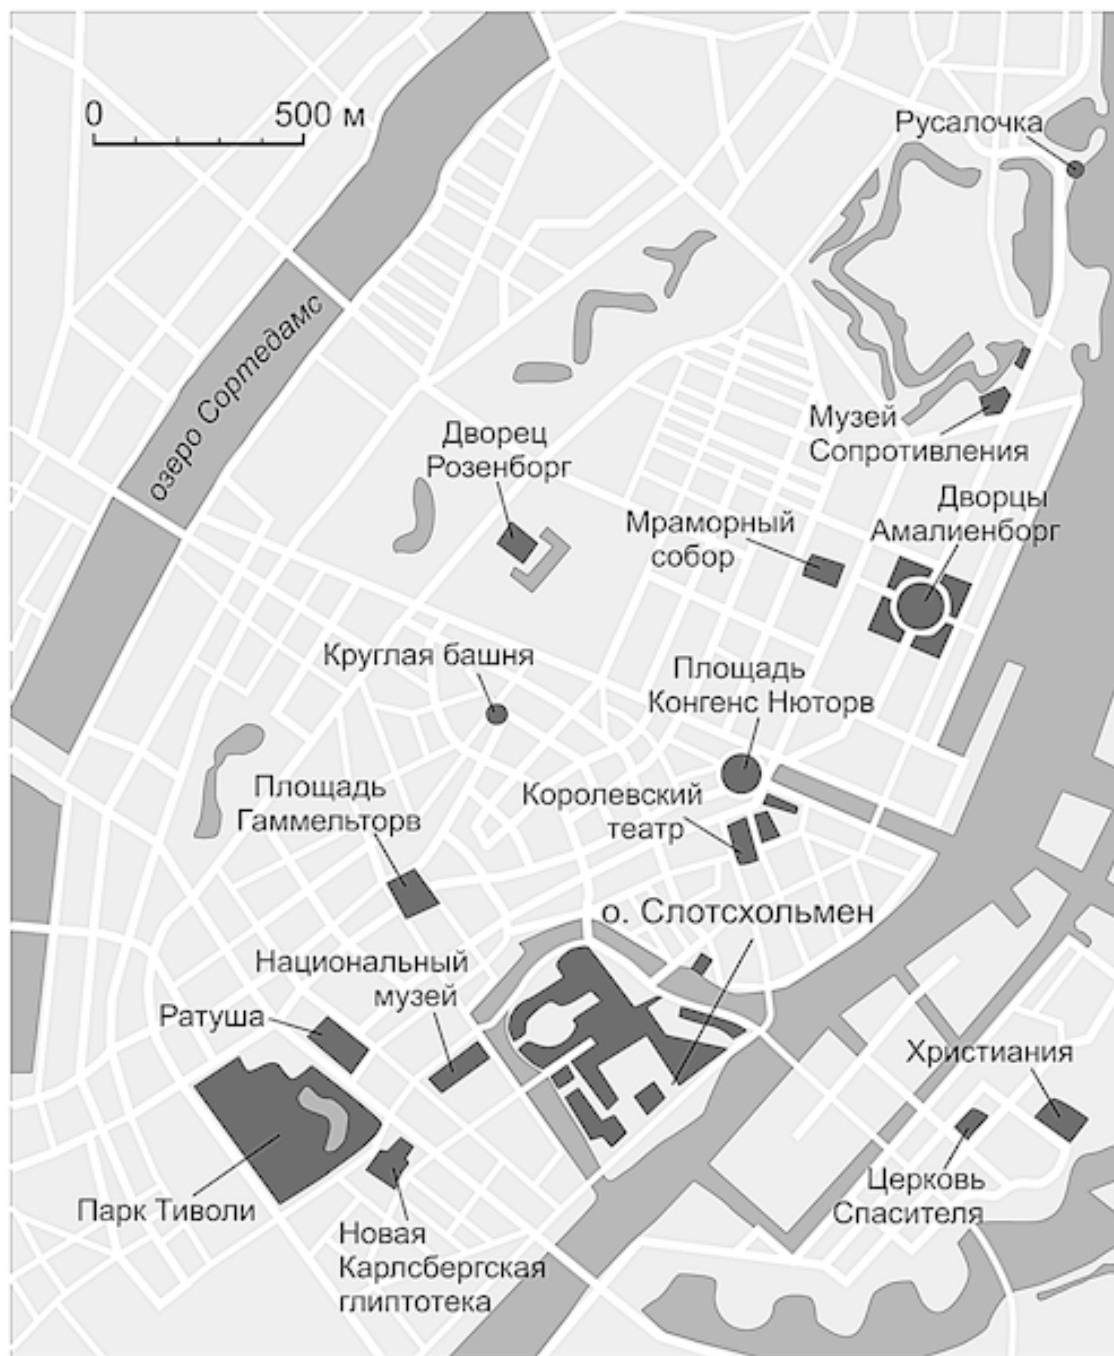 0 500 м
Русалочка
озеро Сортедамс
Музей
Сопротивления
Дворец
Розенборг
Дворцы
Амалиенборг
Мраморный
собор
Круглая башня
Площадь
Конгенс Нюторв
Площадь
Гаммельторв
Королевский
театр
о. Слотсхольмен
Национальный
музей
Ратуша
Христиания
Церковь
Спасителя
Парк Тиволи
Новая
Карлсбергская
глиптотека